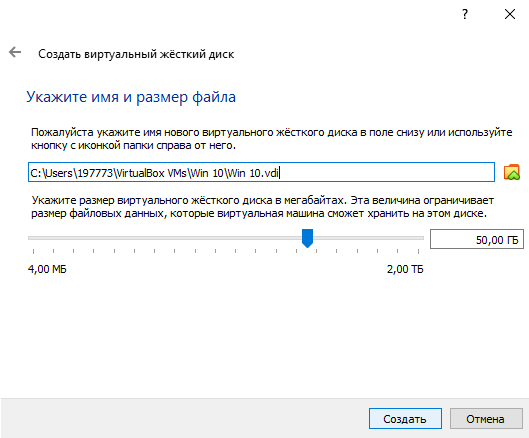 ?
Создать виртуальный жёсткий диск
Укажите имя и размер файла
Пожалуйста укажите имя нового виртуального жёсткого диска в поле снизу или используйте
кнопку с иконкой папки справа от него.
C:\Users\197773\VirtualBox VMs\Win 10\Win 10.vdi
Укажите размер виртуального жёсткого диска в мегабайтах. Эта величина ограничивает
размер файловых данных, которые виртуальная машина сможет хранить на этом диске.
50,00 ГБ
4,00 МБ 2,00 ТБ
Создать Отмена